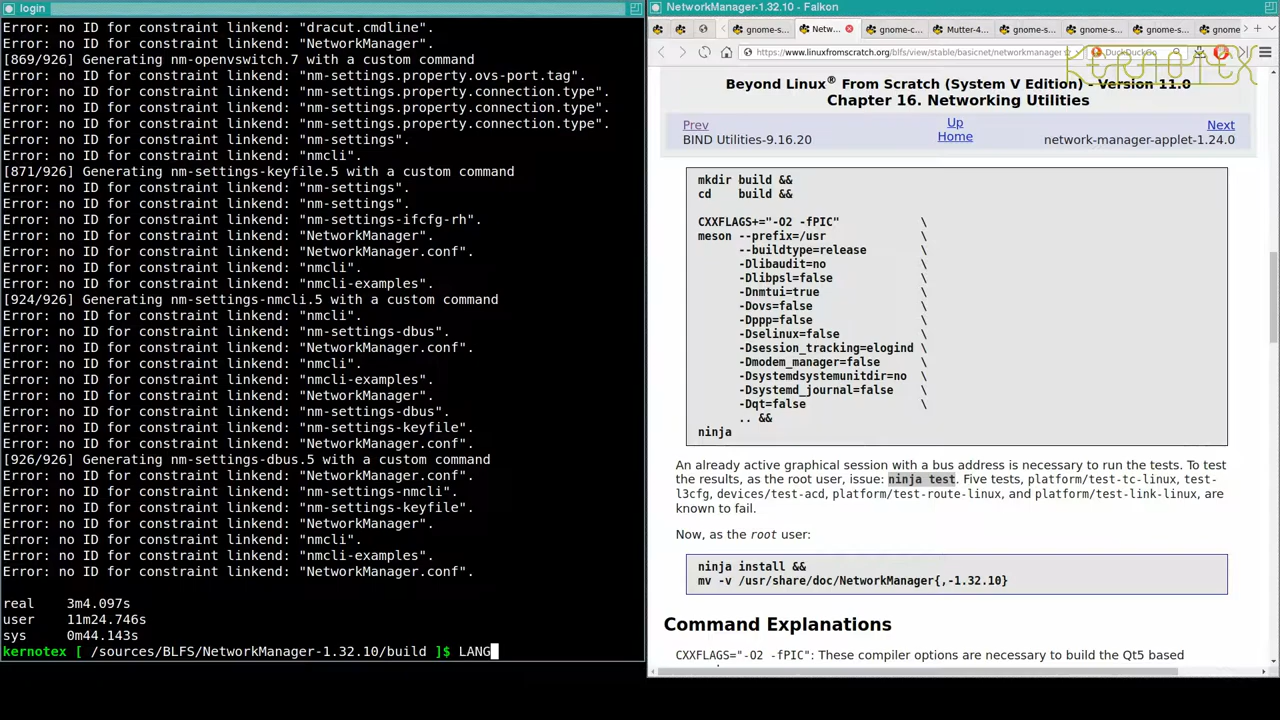 login
Error: no ID for constraint linkend: "dracut.cmdline".
Error: no ID for constraint linkend: "NetworkManager".
[869/926] Generating nm-openvswitch.7 with a custom command
Error: no ID for constraint linkend: "nm-settings.property.ovs-port.tag".
Error: no ID for constraint linkend: "nm-settings.property.connection.type".
Error: no ID for constraint linkend: "nm-settings.property.connection.type".
Error: no ID for constraint linkend: "nm-settings.property.connection.type".
Error: no ID for constraint linkend: "nm-settings".
Error: no ID for constraint linkend: "nmcli".
[871/926] Generating nm-settings-keyfile.5 with a custom command
Error: no ID for constraint linkend: "nm-settings".
Error: no ID for constraint linkend: "nm-settings".
Error: no ID for constraint linkend: "nm-settings-ifcfg-rh".
Error: no ID for constraint linkend: "NetworkManager".
Error: no ID for constraint linkend: "NetworkManager.conf".
Error: no ID for constraint linkend: "nmcli".
Error: no ID for constraint linkend: "nmcli-examples".
[924/926] Generating nm-settings-nmcli.5 with a custom command
Error: no ID for constraint linkend: "nmcli".
Error: no ID for constraint linkend: "nm-settings-dbus".
Error: no ID for constraint linkend: "NetworkManager.conf".
Error: no ID for constraint linkend: "nmcli".
Error: no ID for constraint linkend: "nmcli-examples".
Error: no ID for constraint linkend: "NetworkManager".
Error: no ID for constraint linkend: "nm-settings-dbus".
Error: no ID for constraint linkend: "nm-settings-keyfile".
Error: no ID for constraint linkend: "NetworkManager.conf".
[926/926] Generating nm-settings-dbus.5 with a custom command
Error: no ID for constraint linkend: "NetworkManager.conf".
Error: no ID for constraint linkend: "nm-settings-nmcli".
Error: no ID for constraint linkend: "nm-settings-keyfile".
Error: no ID for constraint linkend: "NetworkManager".
Error: no ID for constraint linkend: "nmcli".
Error: no ID for constraint linkend: "nmcli-examples".
Error: no ID for constraint linkend: "NetworkManager.conf".
real 3m4.097s
user 11m24.746s
sys 0m44.143s
kernotex [ /sources/BLFS/NetworkManager-1.32.10/build ]$ LANG
NetworkManager-1.32.10 - Falkon
gnome-s... Netw... gnome-c... Mutter-4... gnome-s... gnome-s... gnome-s... gnome
https://www.linuxfromscratch.org/blfs/view/stable/basicnet/networkmanager DuckDuckGo
KERNOTEX
Beyond Linux® From Scratch (System V Edition) - Version 11.0
Chapter 16. Networking Utilities
Prev Up Next
BIND Utilities-9.16.20 Home network-manager-applet-1.24.0
mkdir build &&
cd    build &&
CXXFLAGS+="-O2 -fPIC" \
meson --prefix=/usr \
--buildtype=release \
-Dlibaudit=no \
-Dlibpsl=false \
-Dnmtui=true \
-Dovs=false \
-Dppp=false \
-Dselinux=false \
-Dsession_tracking=elogind \
-Dmodem_manager=false \
-Dsystemdsystemunitdir=no \
-Dsystemd_journal=false \
-Dqt=false \
.. &&
ninja
An already active graphical session with a bus address is necessary to run the tests. To test
the results, as the root user, issue: ninja test. Five tests, platform/test-tc-linux, test-
l3cfg, devices/test-acd, platform/test-route-linux, and platform/test-link-linux, are
known to fail.
Now, as the root user:
ninja install &&
mv -v /usr/share/doc/NetworkManager{,-1.32.10}
Command Explanations
CXXFLAGS="-O2 -fPIC": These compiler options are necessary to build the Qt5 based